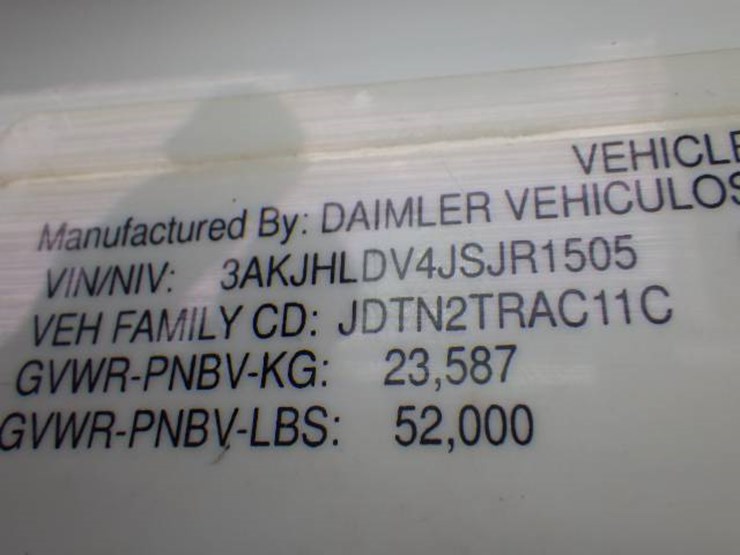 VEHICLE
Manufactured By: DAIMLER VEHICULOS
VIN/NIV: 3AKJHLDV4JSJR1505
VEH FAMILY CD: JDTN2TRAC11C
GVWR-PNBV-KG: 23,587
GVWR-PNBV-LBS: 52,000